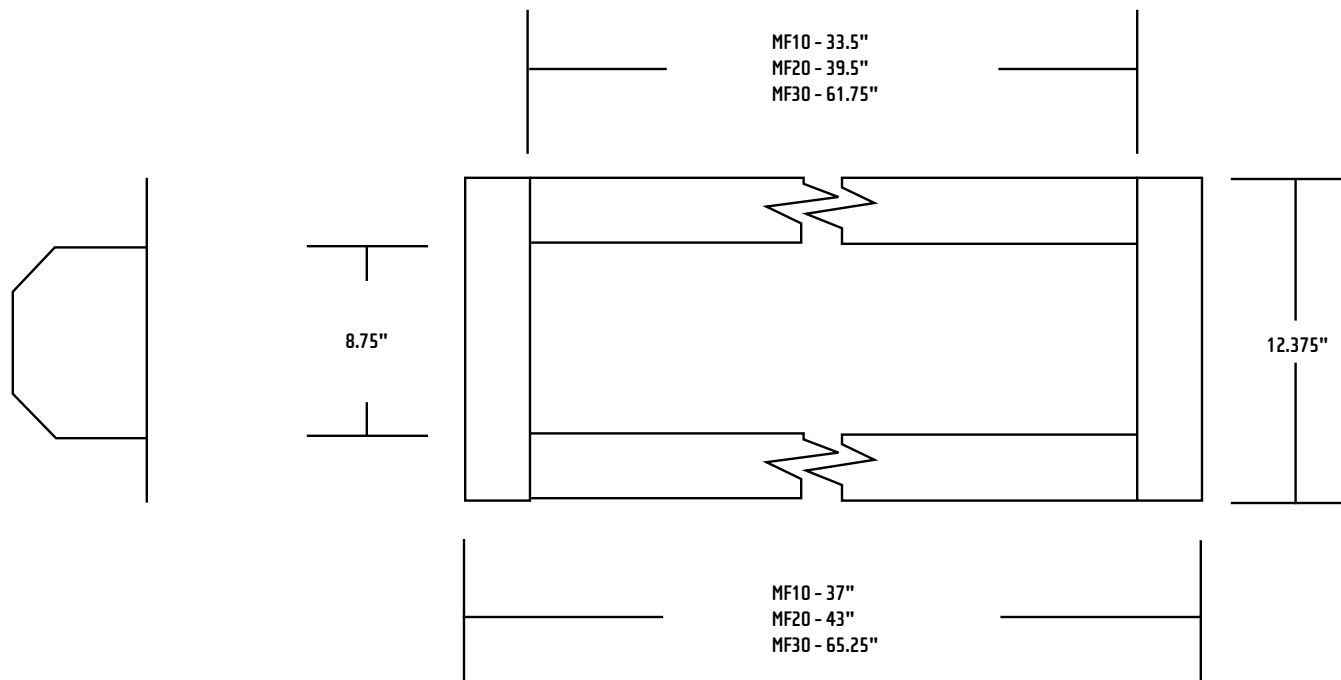 MF10 - 33.5"
MF20 - 39.5"
MF30 - 61.75"
8.75"
12.375"
MF10 - 37"
MF20 - 43"
MF30 - 65.25"